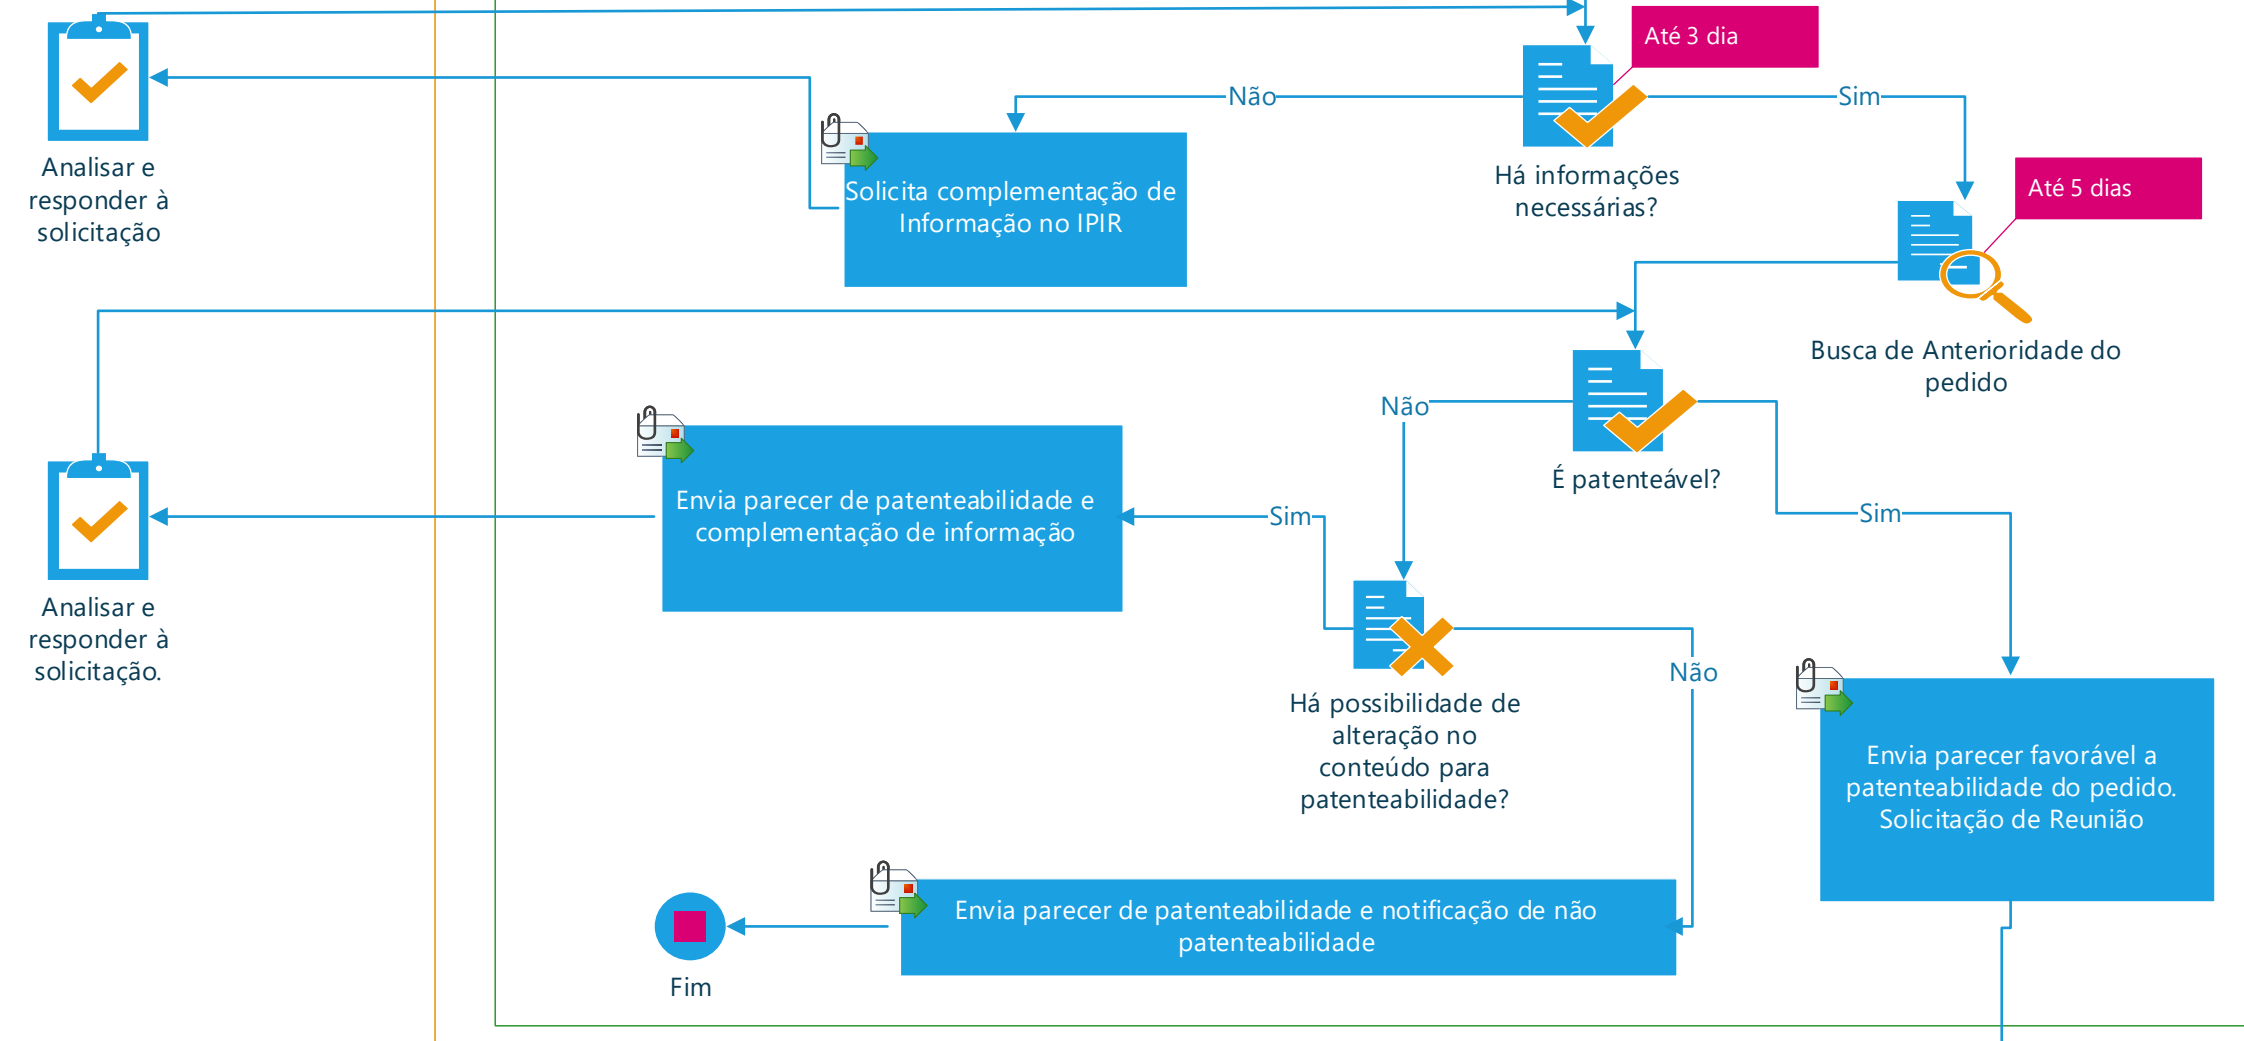 Até 3 dia
Não
Sim
Analisar e
responder à
solicitação
Solicita complementação de
Informação no IPIR
Há informações
necessárias?
Até 5 dias
Busca de Anterioridade do
pedido
Não
É patenteável?
Envia parecer de patenteabilidade e
complementação de informação
Sim
Sim
Analisar e
responder à
solicitação.
Não
Há possibilidade de
alteração no
conteúdo para
patenteabilidade?
Envia parecer favorável a
patenteabilidade do pedido.
Solicitação de Reunião
Envia parecer de patenteabilidade e notificação de não
patenteabilidade
Fim